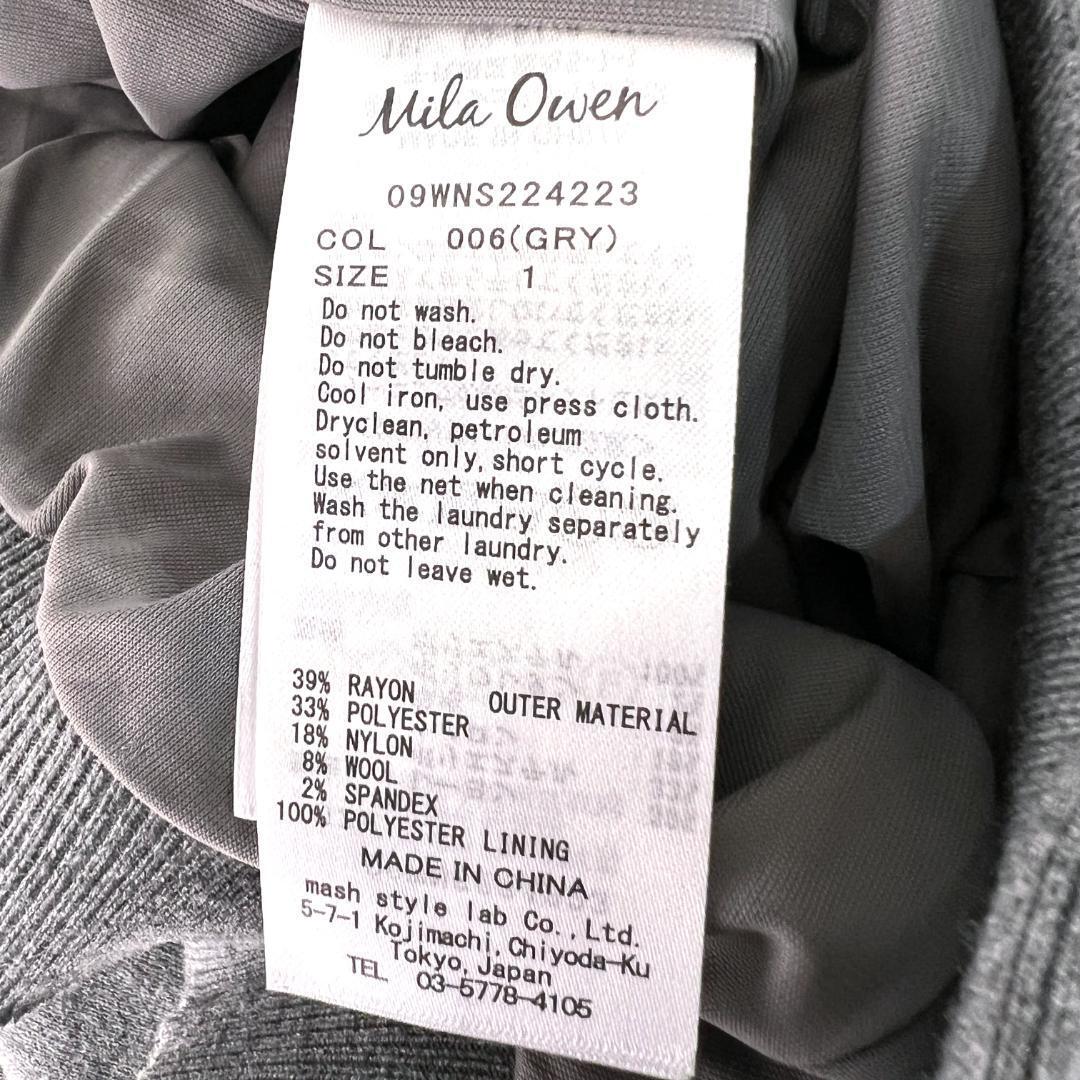 Mila Owen
09WNS224223
COL 006(GRY)
SIZE 1
Do not wash.
Do not bleach.
Do not tumble dry.
Cool iron, use press cloth.
Dryclean, petroleum
solvent only, short cycle.
Use the net when cleaning.
Wash the laundry separately
from other laundry.
Do not leave wet.
39% RAYON OUTER MATERIAL
33% POLYESTER
18% NYLON
8% WOOL
2% SPANDEX
100% POLYESTER LINING
MADE IN CHINA
mash style lab Co., Ltd.
5-7-1 Kojimachi, Chiyoda-Ku
Tokyo, Japan
TEL 03-5778-4105